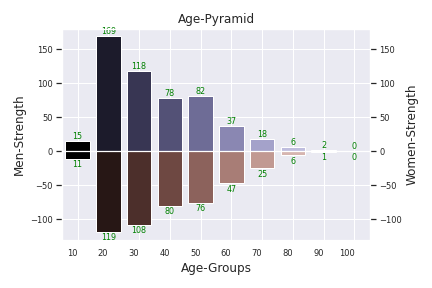 Age-Pyramid
169
150 118 150
100 78 82 100
50 37 50
15 18 6 2 0
0 0
11 6 1 0
25
−50 47 −50
80 76
−100 108 −100
119
10 20 30 40 50 60 70 80 90 100
Men-Strength
Women-Strength
Age-Groups